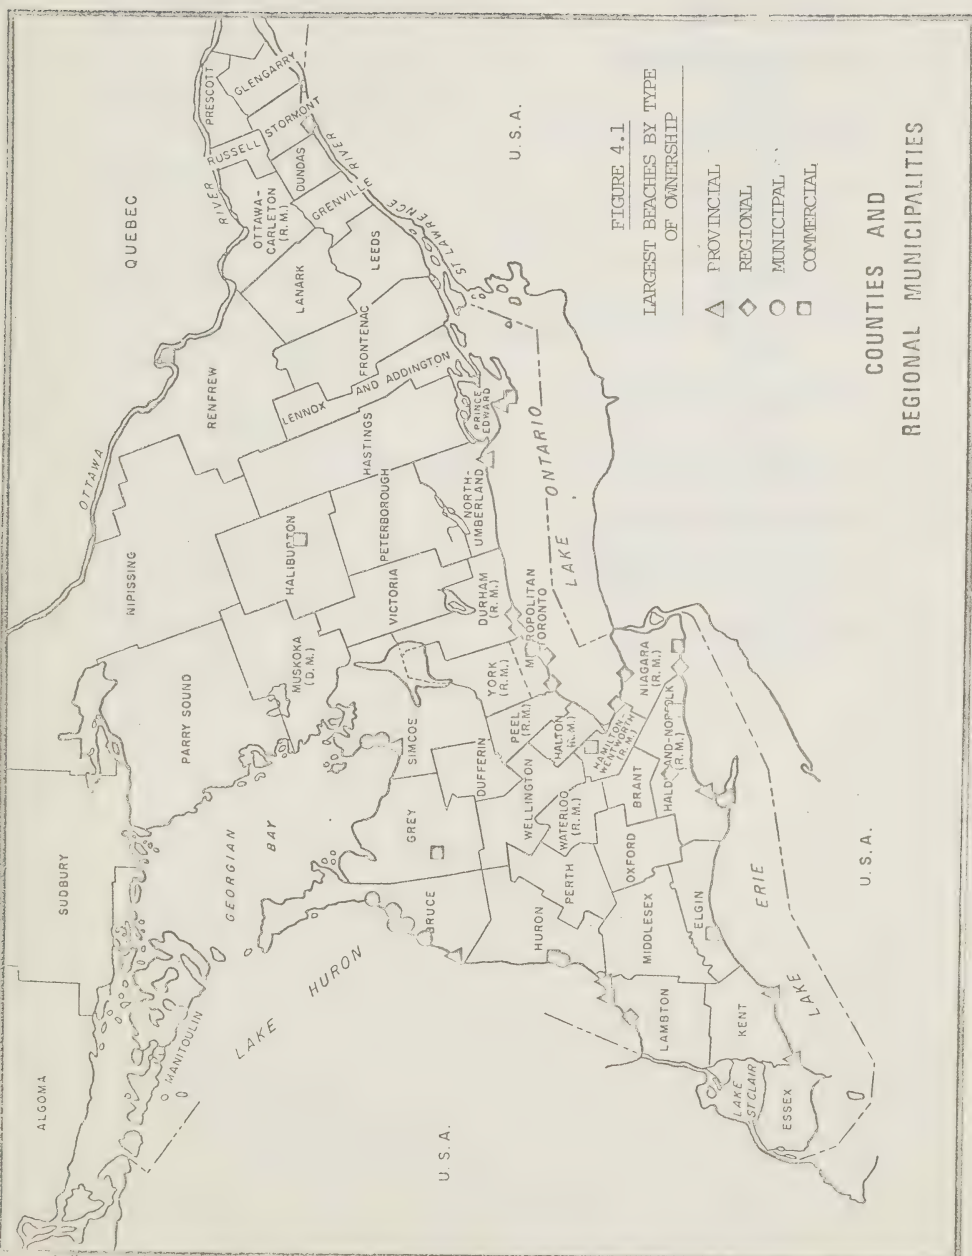 FIGURE 4.1
LARGEST BEACHES BY TYPE
OF OWNERSHIP
PROVINCIAL
REGIONAL
MUNICIPAL
COMMERCIAL
COUNTIES AND
REGIONAL MUNICIPALITIES
QUEBEC
OTTAWA
RIVER
PRESCOTT
GLENGARRY
RUSSELL
STORMONT
DUNDAS
OTTAWA-
CARLETON
(R.M.)
GRENVILLE
LANARK
LEEDS
ST LAWRENCE
RIVER
U.S.A.
RENFREW
FRONTENAC
LENNOX AND ADDINGTON
HASTINGS
PRINCE
EDWARD
NIPISSING
HALIBURTON
PETERBOROUGH
NORTH-
UMBERLAND
VICTORIA
DURHAM
(R.M.)
LAKE ONTARIO
PARRY SOUND
MUSKOKA
(D.M.)
SIMCOE
YORK
(R.M.)
METROPOLITAN
TORONTO
PEEL
(R.M.)
HALTON
(R.M.)
DUFFERIN
NIAGARA
(R.M.)
HAMILTON-
WENTWORTH
(R.M.)
HALDIMAND-NORFOLK
(R.M.)
BRANT
SUDBURY
GEORGIAN
BAY
GREY
WELLINGTON
WATERLOO
(R.M.)
BRUCE
PERTH
OXFORD
HURON
MIDDLESEX
ELGIN
LAKE ERIE
U.S.A.
ALGOMA
MANITOULIN
LAKE HURON
LAMBTON
KENT
LAKE
ST CLAIR
ESSEX
U.S.A.